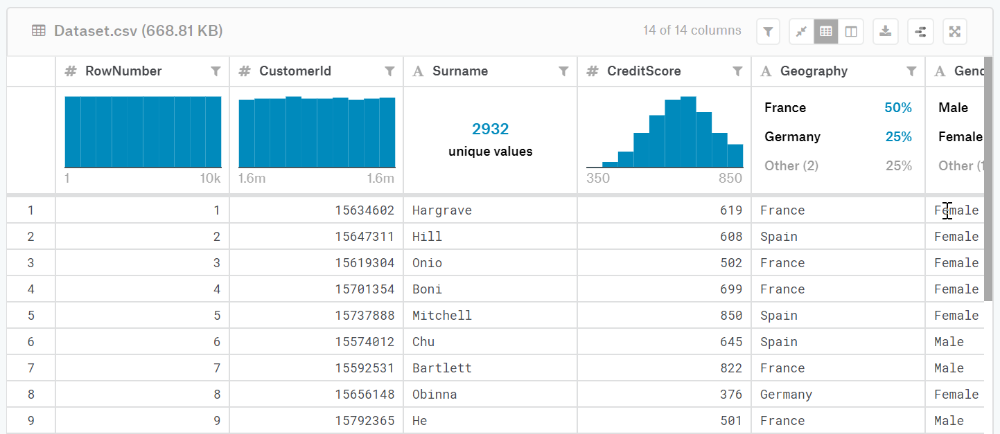 Dataset.csv (668.81 KB) 14 of 14 columns
# RowNumber # CustomerId A Surname # CreditScore A Geography A Gend
France 50% Male
2932 Germany 25% Female
unique values
Other (2) 25% Other (1
1 10k 1.6m 1.6m 350 850
1 1 15634602 Hargrave 619 France Female
2 2 15647311 Hill 608 Spain Female
3 3 15619304 Onio 502 France Female
4 4 15701354 Boni 699 France Female
5 5 15737888 Mitchell 850 Spain Female
6 6 15574012 Chu 645 Spain Male
7 7 15592531 Bartlett 822 France Male
8 8 15656148 Obinna 376 Germany Female
9 9 15792365 He 501 France Male